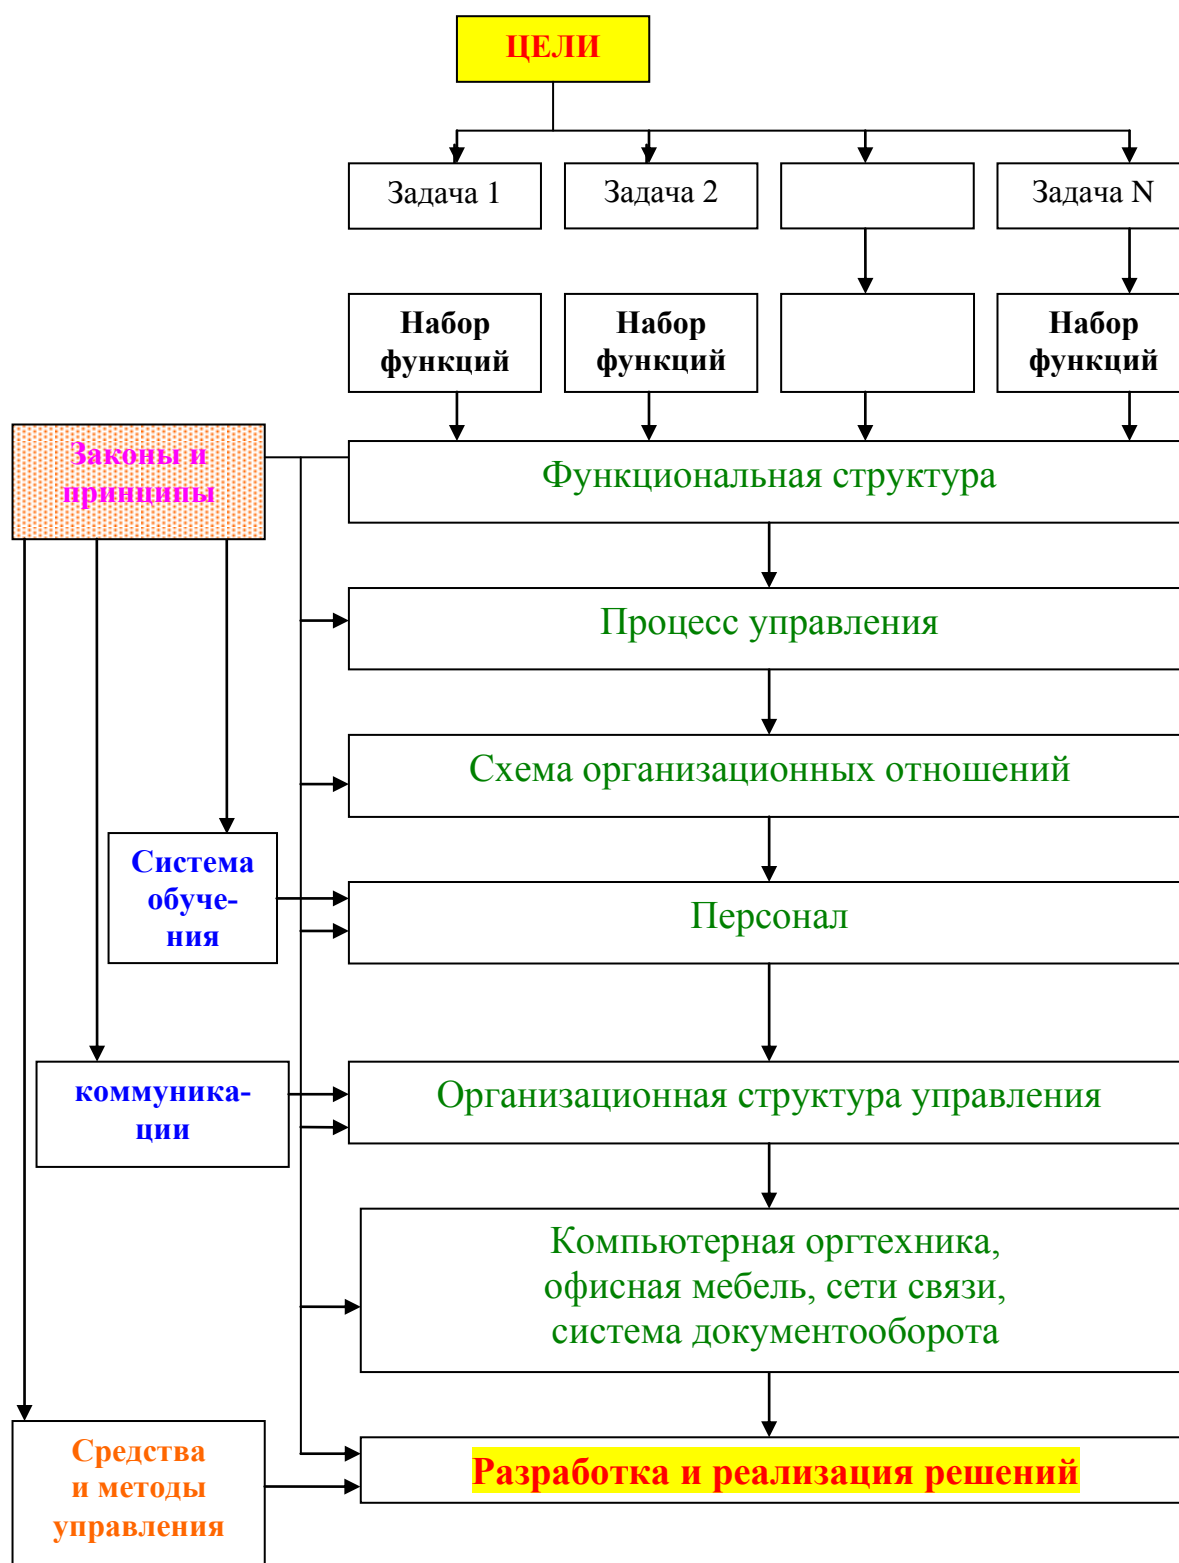 ЦЕЛИ
Задача 1
Задача 2
Задача N
Набор
функций
Набор
функций
Набор
функций
Законы и
принципы
Функциональная структура
Процесс управления
Схема организационных отношений
Система
обуче-
ния
Персонал
коммуника-
ции
Организационная структура управления
Компьютерная оргтехника,
офисная мебель, сети связи,
система документооборота
Средства
и методы
управления
Разработка и реализация решений